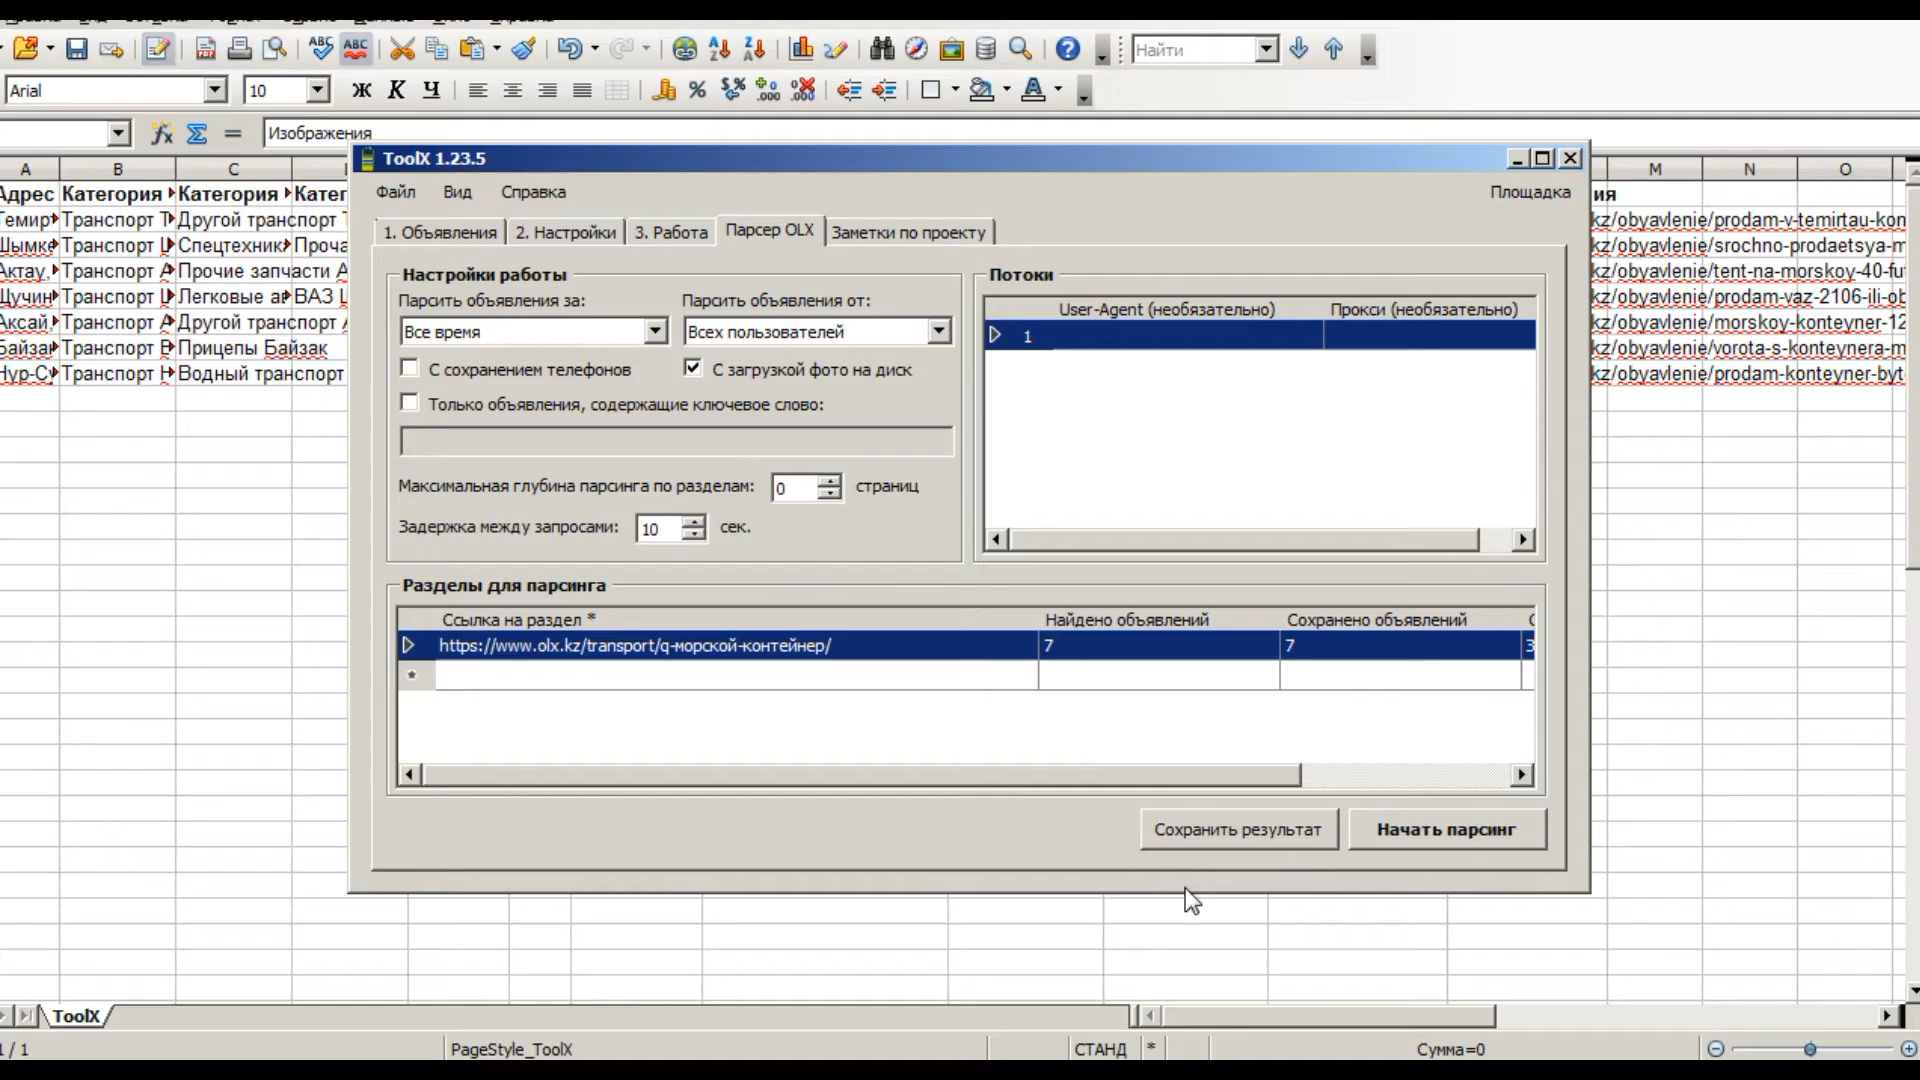 Найти
Arial
10
Ж К Ч
Изображения
A B C M N O
Адрес Категория Категория Катег ия
Темир Транспорт Т Другой транспорт Т kz/obyavlenie/prodam-v-temirtau-kon
Шымке Транспорт Ш Спецтехник Проча kz/obyavlenie/srochno-prodaetsya-m
Актау, Транспорт А Прочие запчасти А kz/obyavlenie/tent-na-morskoy-40-fu
Щучин Транспорт Щ Легковые ав ВАЗ Щ kz/obyavlenie/prodam-vaz-2106-ili-ob
Аксай, Транспорт А Другой транспорт А kz/obyavlenie/morskoy-konteyner-12
Байзак Транспорт Б Прицепы Байзак kz/obyavlenie/vorota-s-konteynera-m
Нур-Су Транспорт Н Водный транспорт kz/obyavlenie/prodam-konteyner-byt
ToolX 1.23.5
Файл Вид Справка Площадка
1. Объявления 2. Настройки 3. Работа Парсер OLX Заметки по проекту
Настройки работы
Парсить объявления за: Парсить объявления от:
Все время Всех пользователей
С сохранением телефонов С загрузкой фото на диск
Только объявления, содержащие ключевое слово:
Максимальная глубина парсинга по разделам: 0 страниц
Задержка между запросами: 10 сек.
Потоки
User-Agent (необязательно) Прокси (необязательно)
1
Разделы для парсинга
Ссылка на раздел * Найдено объявлений Сохранено объявлений
https://www.olx.kz/transport/q-морской-контейнер/ 7 7 3
*
Сохранить результат Начать парсинг
ToolX
1 / 1 PageStyle_ToolX СТАНД * Сумма=0